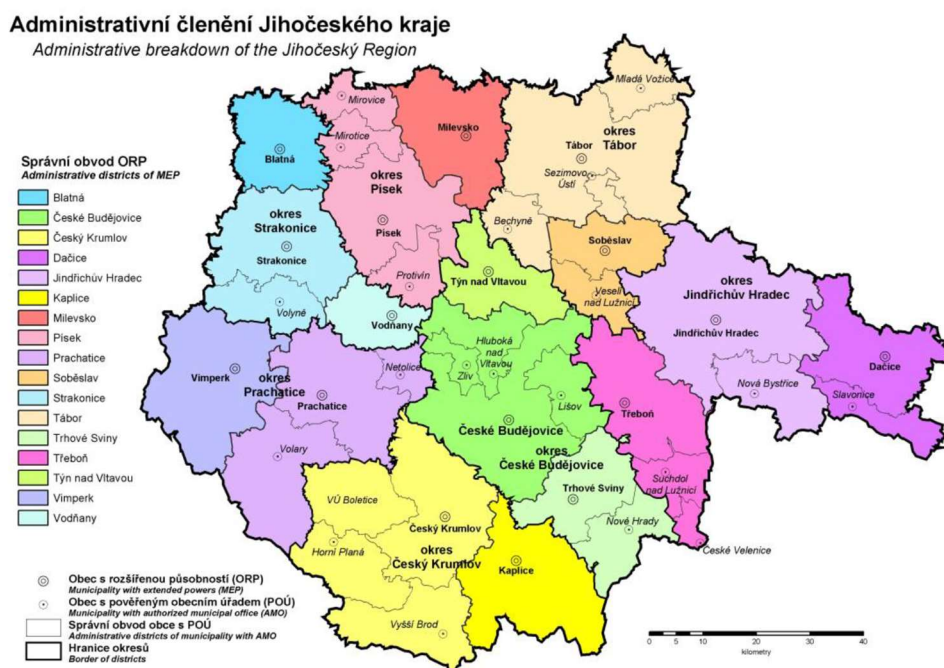 Administrativní členění Jihočeského kraje
Administrative breakdown of the Jihočeský Region
Mladá Vožice
Mirovice
Milevsko
okres
Tábor
Mirotice
Blatná
Tábor
Sezimovo
Ústí
okres
Písek
Správní obvod ORP
Administrative districts of MEP
Blatná
České Budějovice
Český Krumlov
Dačice
Jindřichův Hradec
Kaplice
Milevsko
Písek
Prachatice
Soběslav
Strakonice
Tábor
Trhové Sviny
Třeboň
Týn nad Vltavou
Vimperk
Vodňany
okres
Strakonice
Písek
Bechyně
Strakonice
Soběslav
Týn nad Vltavou
Protivín
Veselí
nad Lužnicí
okres
Jindřichův Hradec
Volyně
Vodňany
Jindřichův Hradec
Hluboká
nad
Vltavou
Zliv
Netolice
Vimperk
okres
Prachatice
Prachatice
Dačice
Nová Bystřice
Slavonice
Lišov
Třeboň
České Budějovice
okres
České Budějovice
Volary
Suchdol
nad Lužnicí
Trhové Sviny
VÚ Boletice
Český Krumlov
Nové Hrady
České Velenice
Horní Planá
okres
Český Krumlov
Kaplice
Vyšší Brod
Obec s rozšířenou působností (ORP)
Municipality with extended powers (MEP)
Obec s pověřeným obecním úřadem (POÚ)
Municipality with authorized municipal office (AMO)
Správní obvod obce s POÚ
Administrative districts of municipality with AMO
Hranice okresů
Border of districts
0 10 20 30 40
kilometry